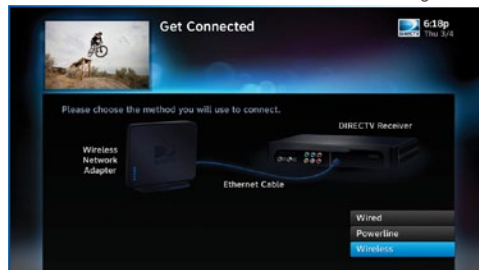 Get Connected
6:18p
DIRECTV
Thu 3/4
Please choose the method you will use to connect.
DIRECTV Receiver
Wireless
Network
Adapter
Ethernet Cable
Wired
Powerline
Wireless